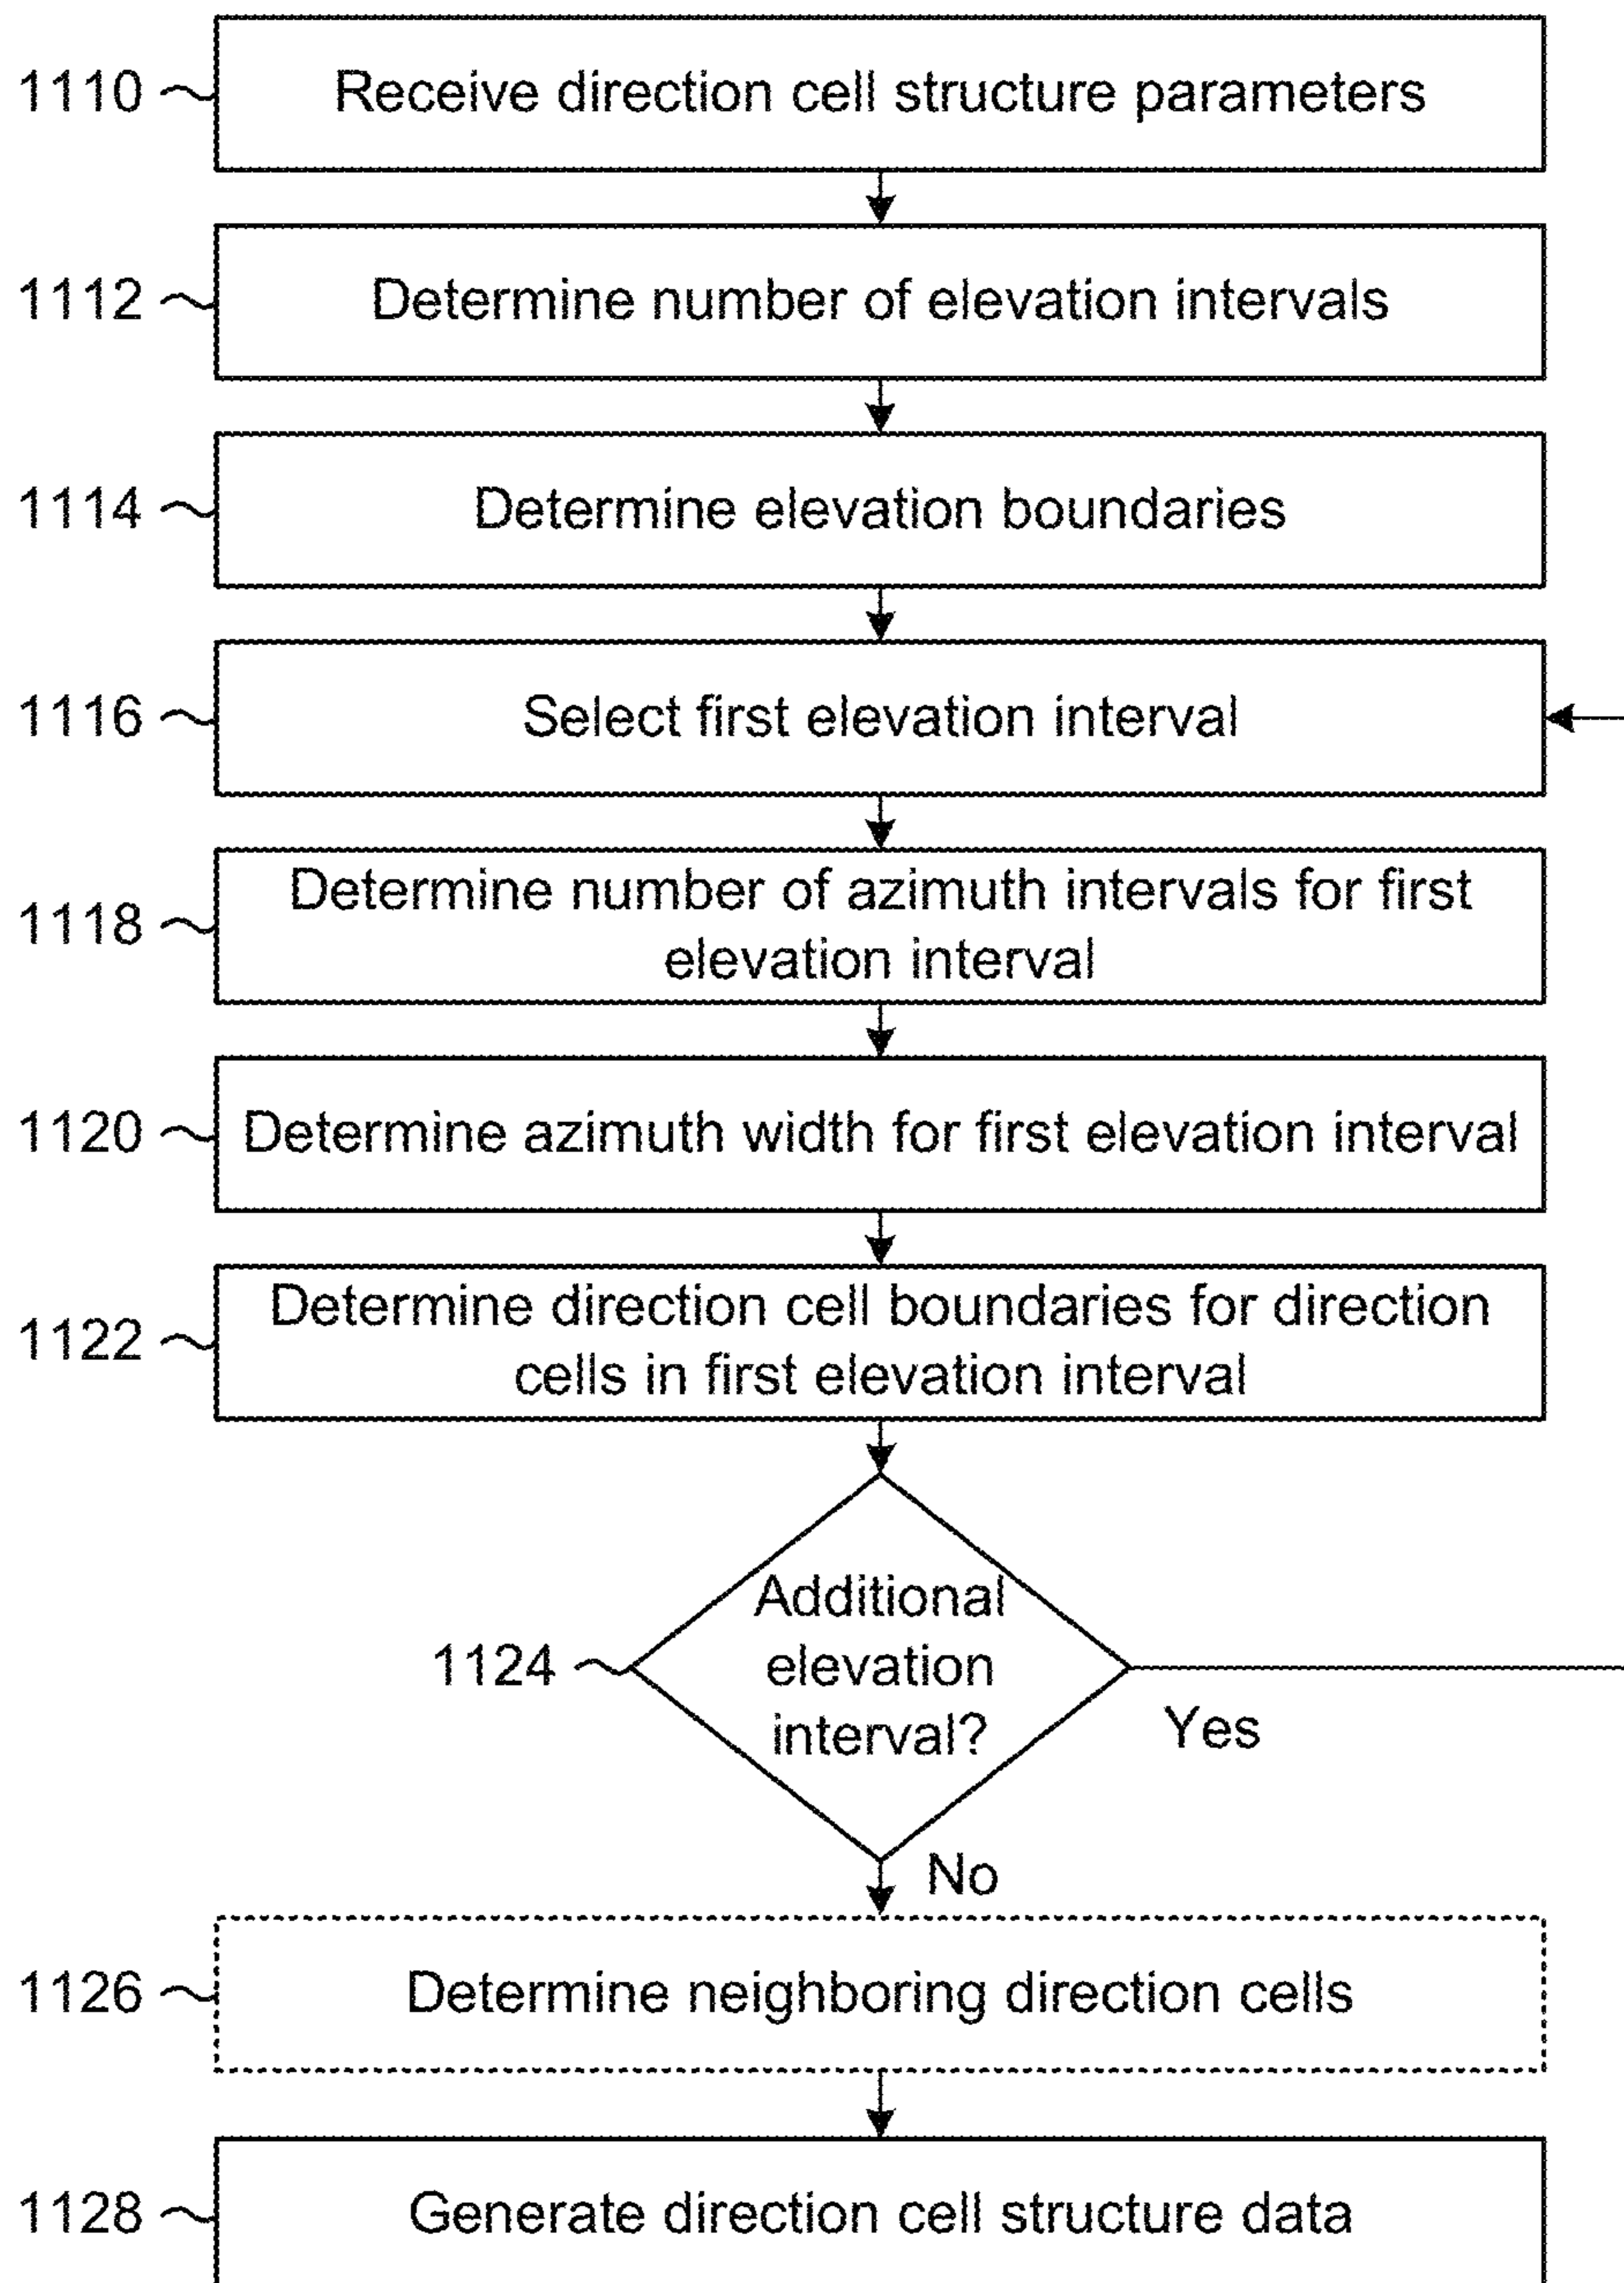 1110
Receive direction cell structure parameters
1112
Determine number of elevation intervals
1114
Determine elevation boundaries
1116
Select first elevation interval
1118
Determine number of azimuth intervals for first
elevation interval
1120
Determine azimuth width for first elevation interval
1122
Determine direction cell boundaries for direction
cells in first elevation interval
1124
Additional
elevation
interval?
Yes
No
1126
Determine neighboring direction cells
1128
Generate direction cell structure data